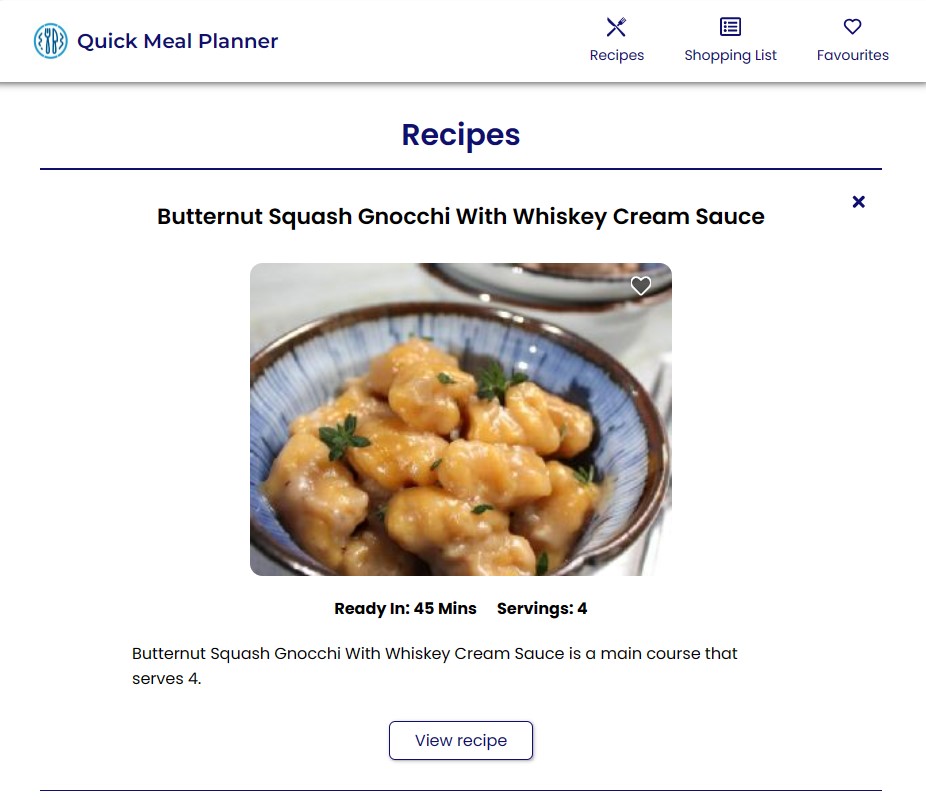 Quick Meal Planner
Recipes
Shopping List
Favourites
Recipes
Butternut Squash Gnocchi With Whiskey Cream Sauce
Ready In: 45 Mins Servings: 4
Butternut Squash Gnocchi With Whiskey Cream Sauce is a main course that
serves 4.
View recipe